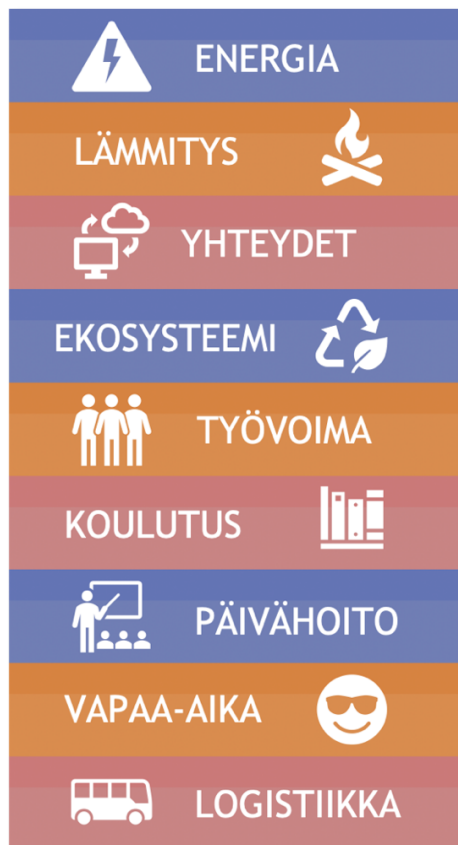 ENERGIA
LÄMMITYS
YHTEYDET
EKOSYSTEEMI
TYÖVOIMA
KOULUTUS
PÄIVÄHOITO
VAPAA-AIKA
LOGISTIIKKA